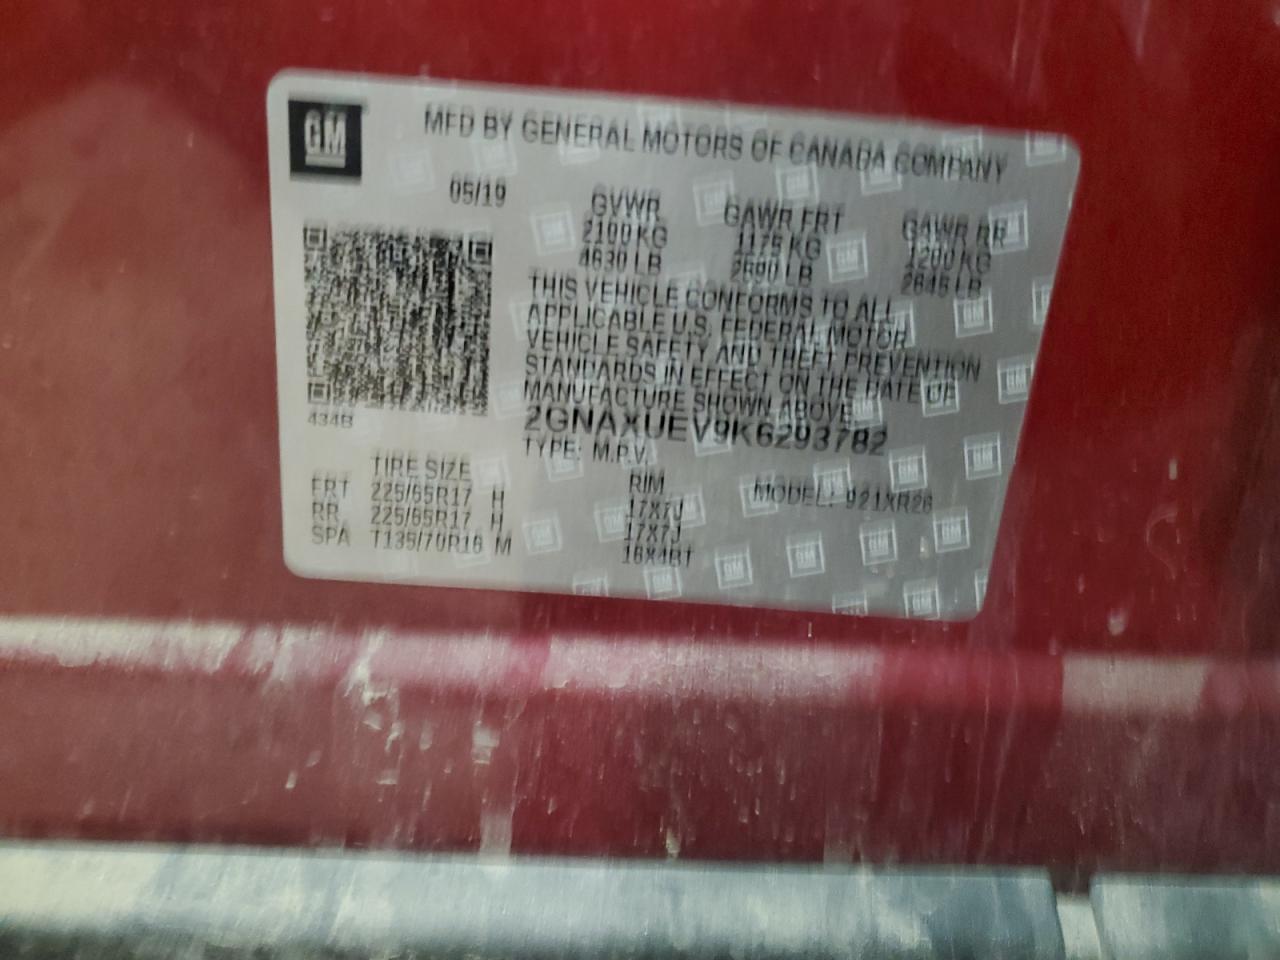 GM
MFD BY GENERAL MOTORS OF CANADA COMPANY
05/19
GVWR GAWR FRT GAWR RR
2100 KG 1175 KG 1200 KG
4630 LB 2590 LB 2645 LB
THIS VEHICLE CONFORMS TO ALL
APPLICABLE U.S. FEDERAL MOTOR
VEHICLE SAFETY AND THEFT PREVENTION
STANDARDS IN EFFECT ON THE DATE OF
MANUFACTURE SHOWN ABOVE
2GNAXUEV9K6293782
434B
TYPE: M.P.V.
TIRE SIZE RIM MODEL: 921XR26
FRT 225/65R17 H 17X7J
RR 225/65R17 H 17X7J
SPA T135/70R16 M 16X4BT